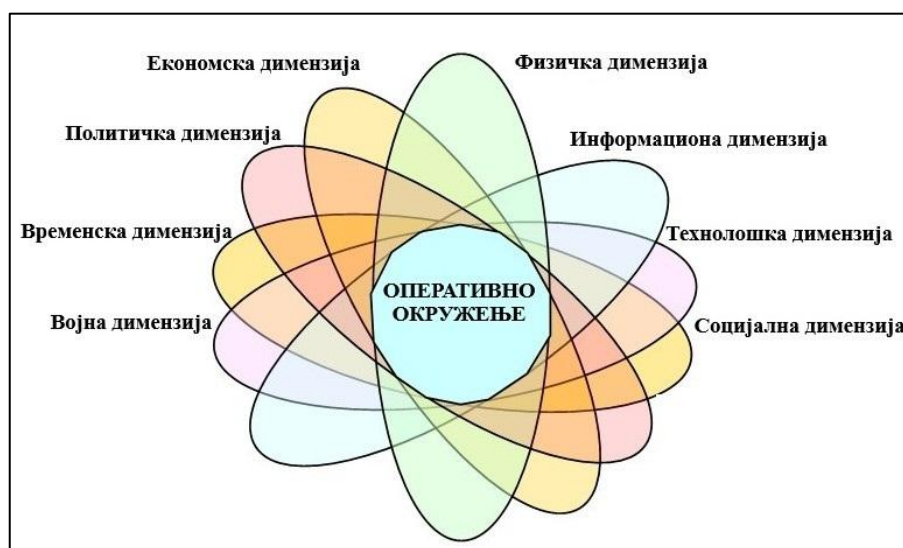 Економска димензија
Физичка димензија
Политичка димензија
Информациона димензија
Временска димензија
Технолошка димензија
ОПЕРАТИВНО
ОКРУЖЕЊЕ
Војна димензија
Социјална димензија